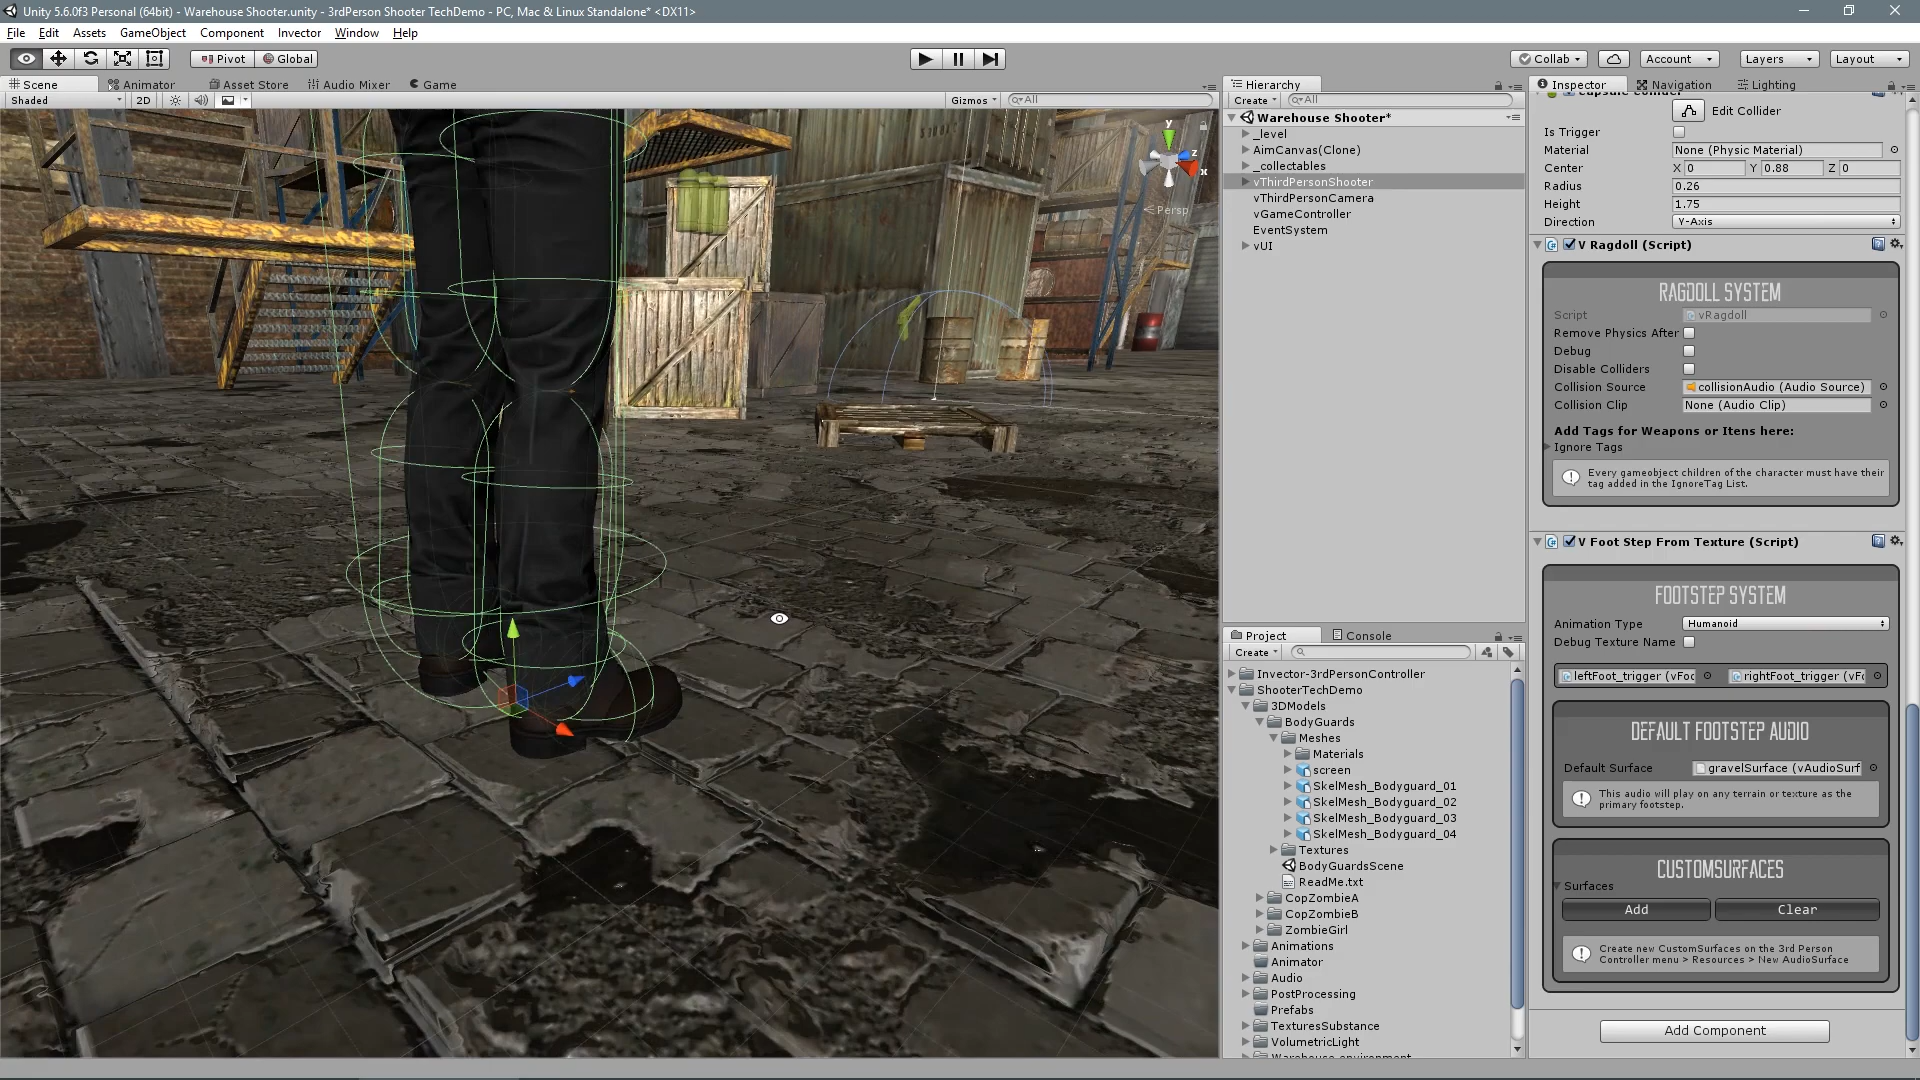 Unity 5.6.0f3 Personal (64bit) - Warehouse Shooter.unity - 3rdPerson Shooter TechDemo - PC, Mac & Linux Standalone* <DX11>
File Edit Assets GameObject Component Invector Window Help
Pivot Global Collab Account Layers Layout
Scene Animator Asset Store Audio Mixer Game
Shaded 2D Gizmos All
y
z
x
Persp
Hierarchy
Create All
Warehouse Shooter*
_level
AimCanvas(Clone)
_collectables
vThirdPersonShooter
vThirdPersonCamera
vGameController
EventSystem
vUI
Project Console
Create
Invector-3rdPersonController
ShooterTechDemo
3DModels
BodyGuards
Meshes
Materials
screen
SkelMesh_Bodyguard_01
SkelMesh_Bodyguard_02
SkelMesh_Bodyguard_03
SkelMesh_Bodyguard_04
Textures
BodyGuardsScene
ReadMe.txt
CopZombieA
CopZombieB
ZombieGirl
Animations
Animator
Audio
PostProcessing
Prefabs
TexturesSubstance
VolumetricLight
Warehouse environment
Inspector Navigation Lighting
Capsule Collider
Edit Collider
Is Trigger
Material None (Physic Material)
Center X 0 Y 0.88 Z 0
Radius 0.26
Height 1.75
Direction Y-Axis
V Ragdoll (Script)
RAGDOLL SYSTEM
Script vRagdoll
Remove Physics After
Debug
Disable Colliders
Collision Source collisionAudio (Audio Source)
Collision Clip None (Audio Clip)
Add Tags for Weapons or Itens here:
Ignore Tags
Every gameobject children of the character must have their
tag added in the IgnoreTag List.
V Foot Step From Texture (Script)
FOOTSTEP SYSTEM
Animation Type Humanoid
Debug Texture Name
leftFoot_trigger (vFoo rightFoot_trigger (vFo
DEFAULT FOOTSTEP AUDIO
Default Surface gravelSurface (vAudioSurf
This audio will play on any terrain or texture as the
primary footstep.
CUSTOMSURFACES
Surfaces
Add Clear
Create new CustomSurfaces on the 3rd Person
Controller menu > Resources > New AudioSurface
Add Component